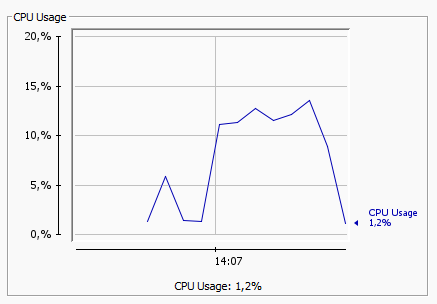 CPU Usage
20,%
15,%
10,%
5,%
0,%
CPU Usage
1,2%
14:07
CPU Usage: 1,2%